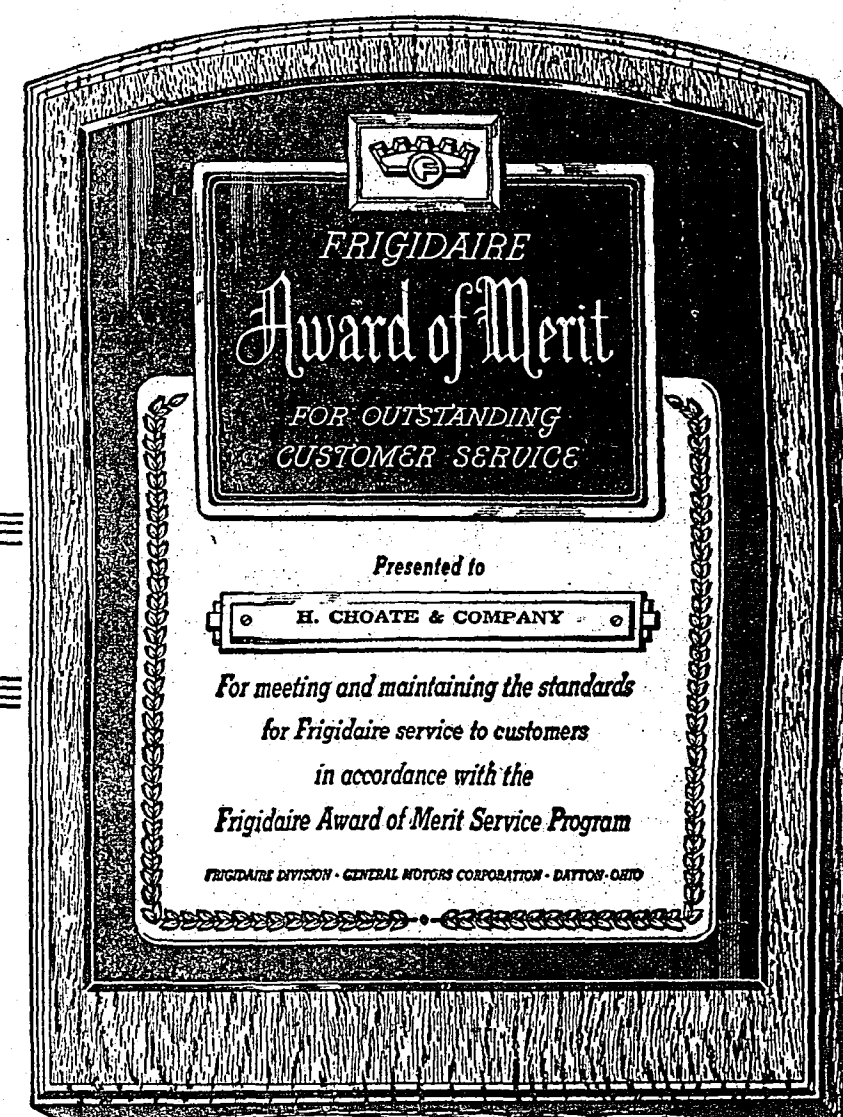 F
FRIGIDAIRE
Award of Merit
FOR OUTSTANDING
CUSTOMER SERVICE
Presented to
H. CHOATE & COMPANY
For meeting and maintaining the standards
for Frigidaire service to customers
in accordance with the
Frigidaire Award of Merit Service Program
FRIGIDAIRE DIVISION - GENERAL MOTORS CORPORATION - DAYTON - OHIO